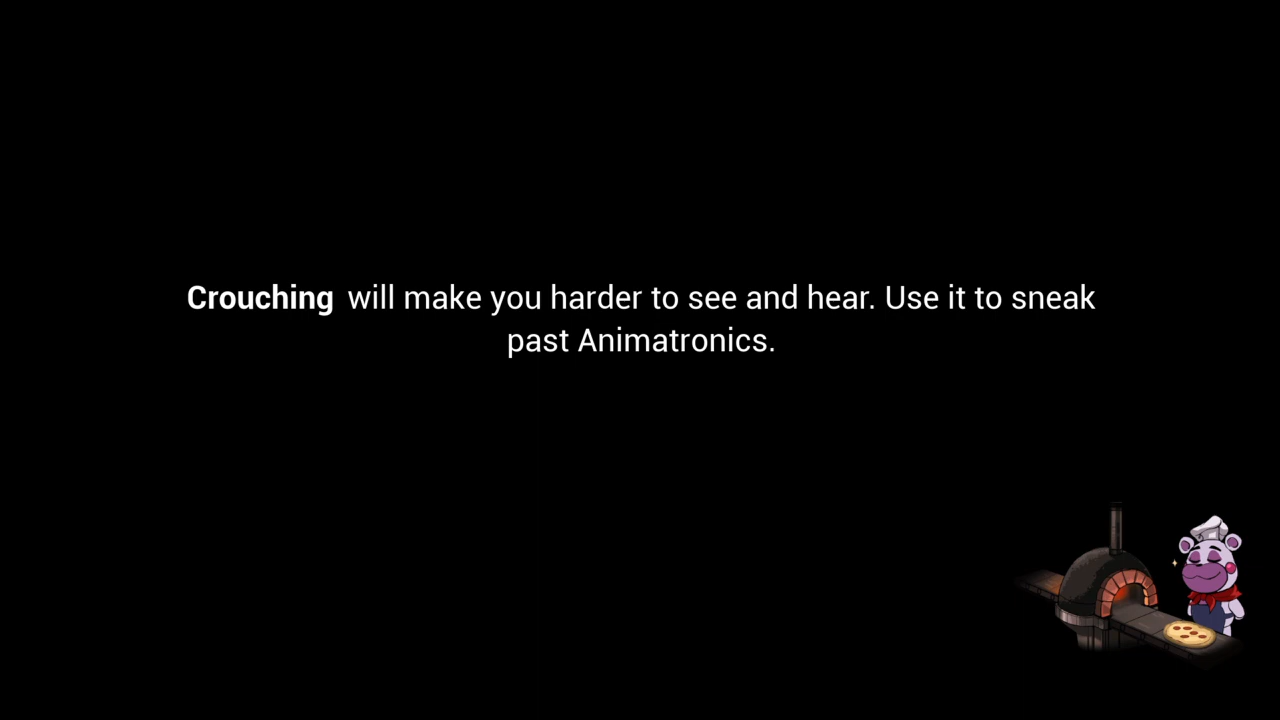 Crouching will make you harder to see and hear. Use it to sneak
past Animatronics.